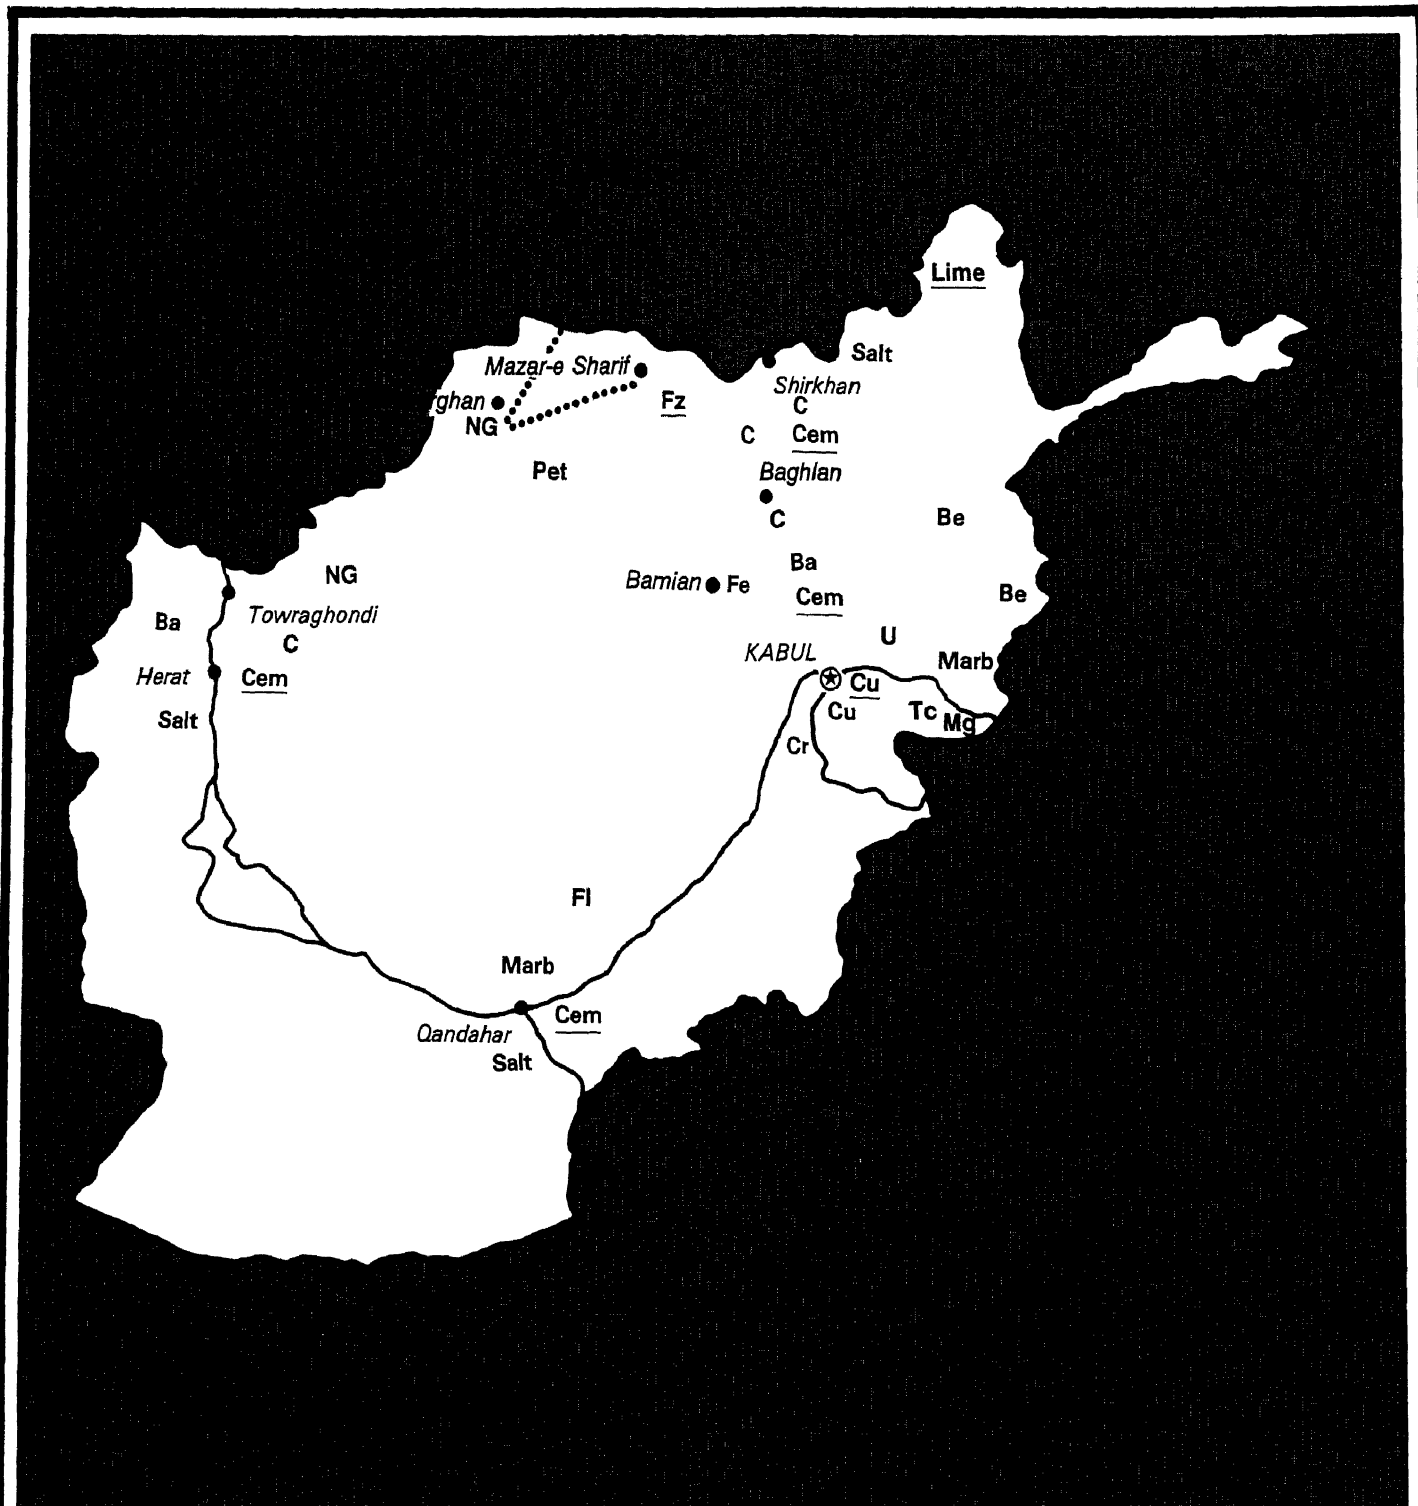 Lime
Salt
Mazar-e Sharif
Shirkhan
rghan
Fz
C
NG
C
Cem
Pet
Baghlan
C
Be
Ba
NG
Bamian
Fe
Cem
Be
Towraghondi
Ba
C
U
KABUL
Marb
Herat
Cem
Cu
Salt
Cu
Tc
Mg
Cr
Fl
Marb
Cem
Qandahar
Salt